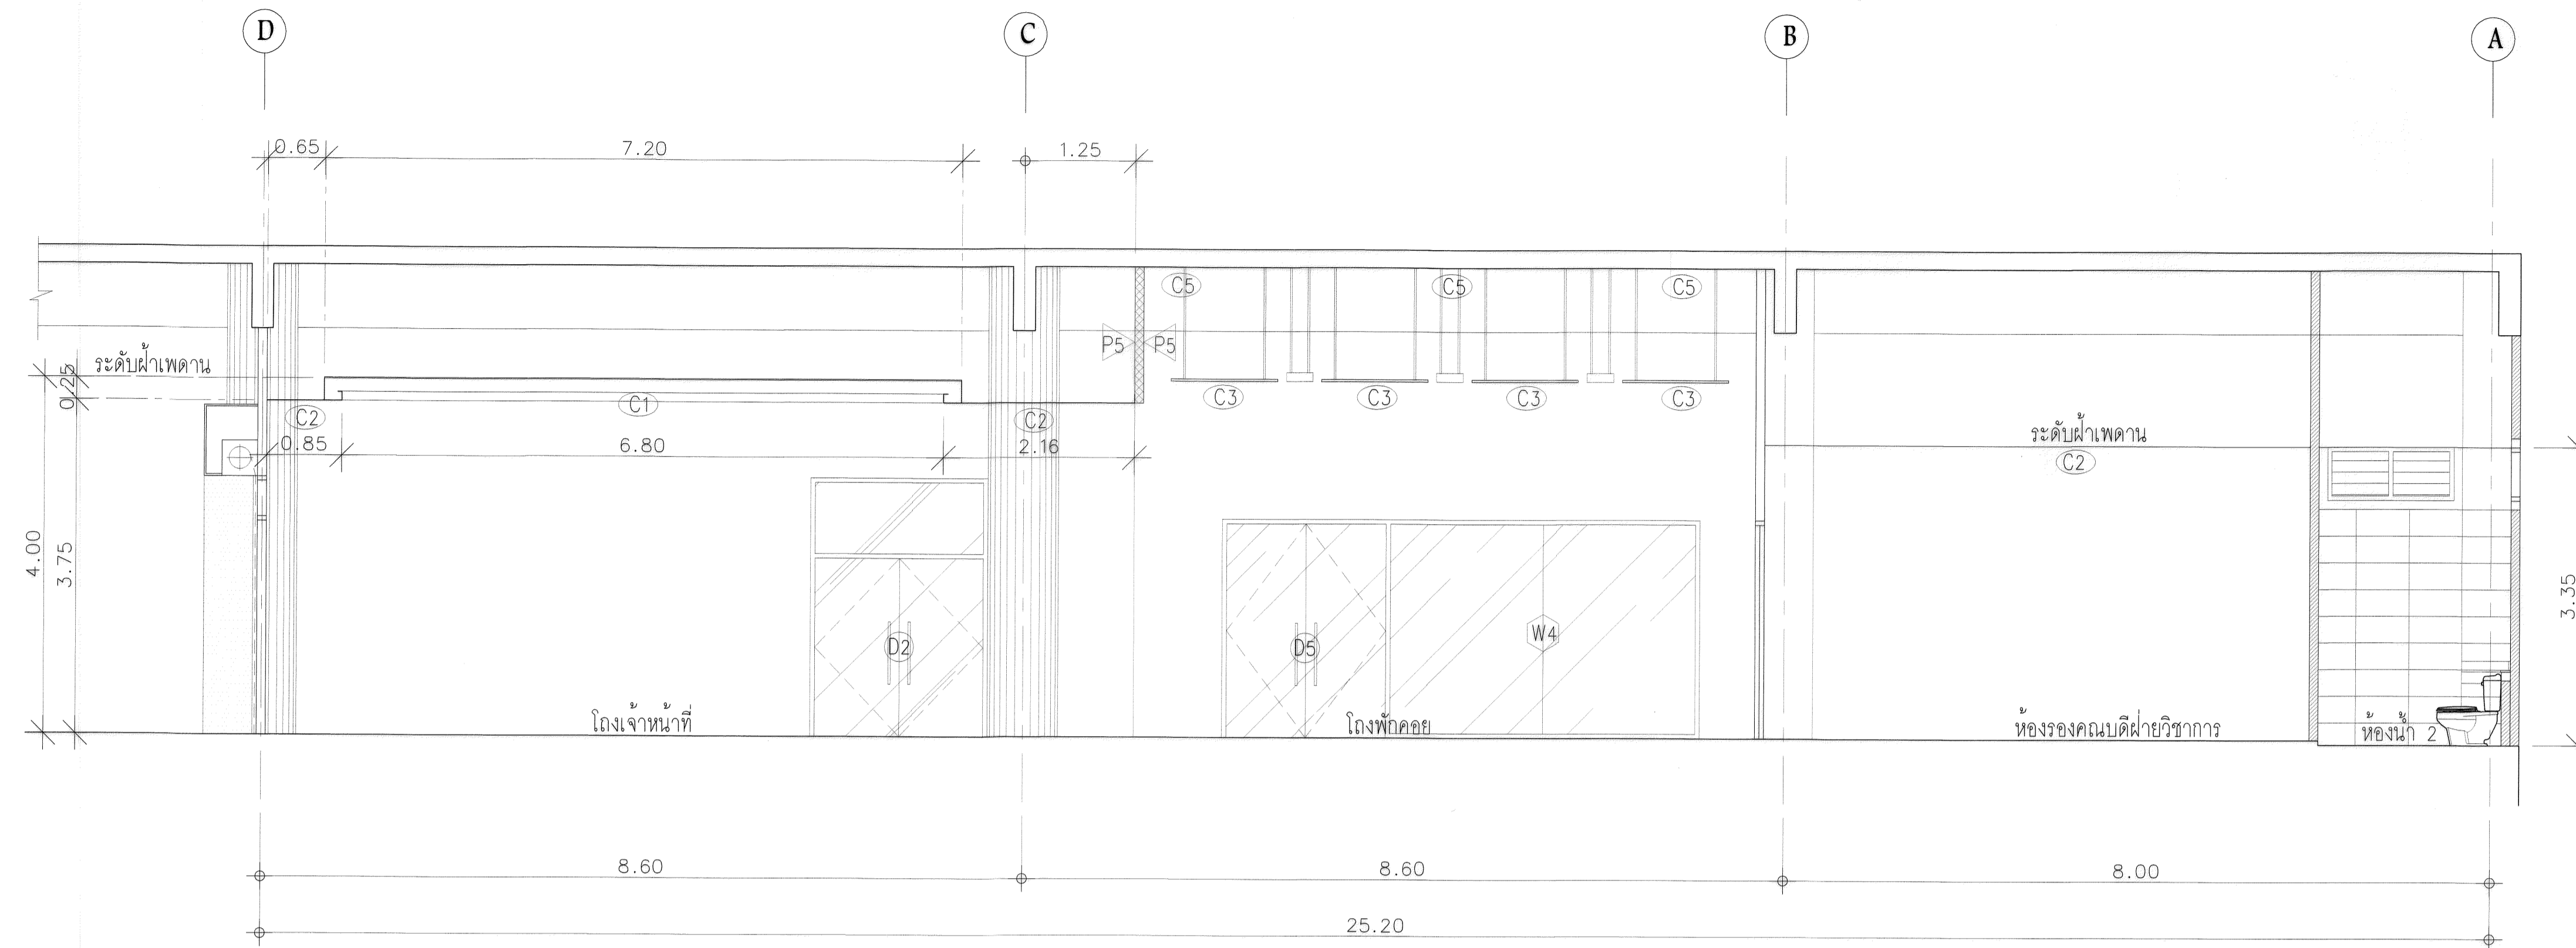 D
C
B
A
0.65
7.20
1.25
C5
C5
C5
P5
P5
ระดับฝ้าเพดาน
0.25
C2
C1
C2
C3
C3
C3
C3
0.85
6.80
2.16
ระดับฝ้าเพดาน
C2
4.00
3.75
3.35
D2
D5
W4
โถงเจ้าหน้าที่
โถงพักคอย
ห้องรองคณบดีฝ่ายวิชาการ
ห้องน้ำ 2
8.60
8.60
8.00
25.20